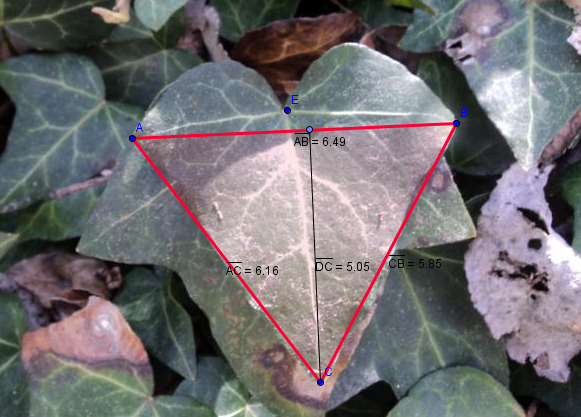 E
B
A
AB = 6.49
AC = 6.16
DC = 5.05
CB = 5.85
C